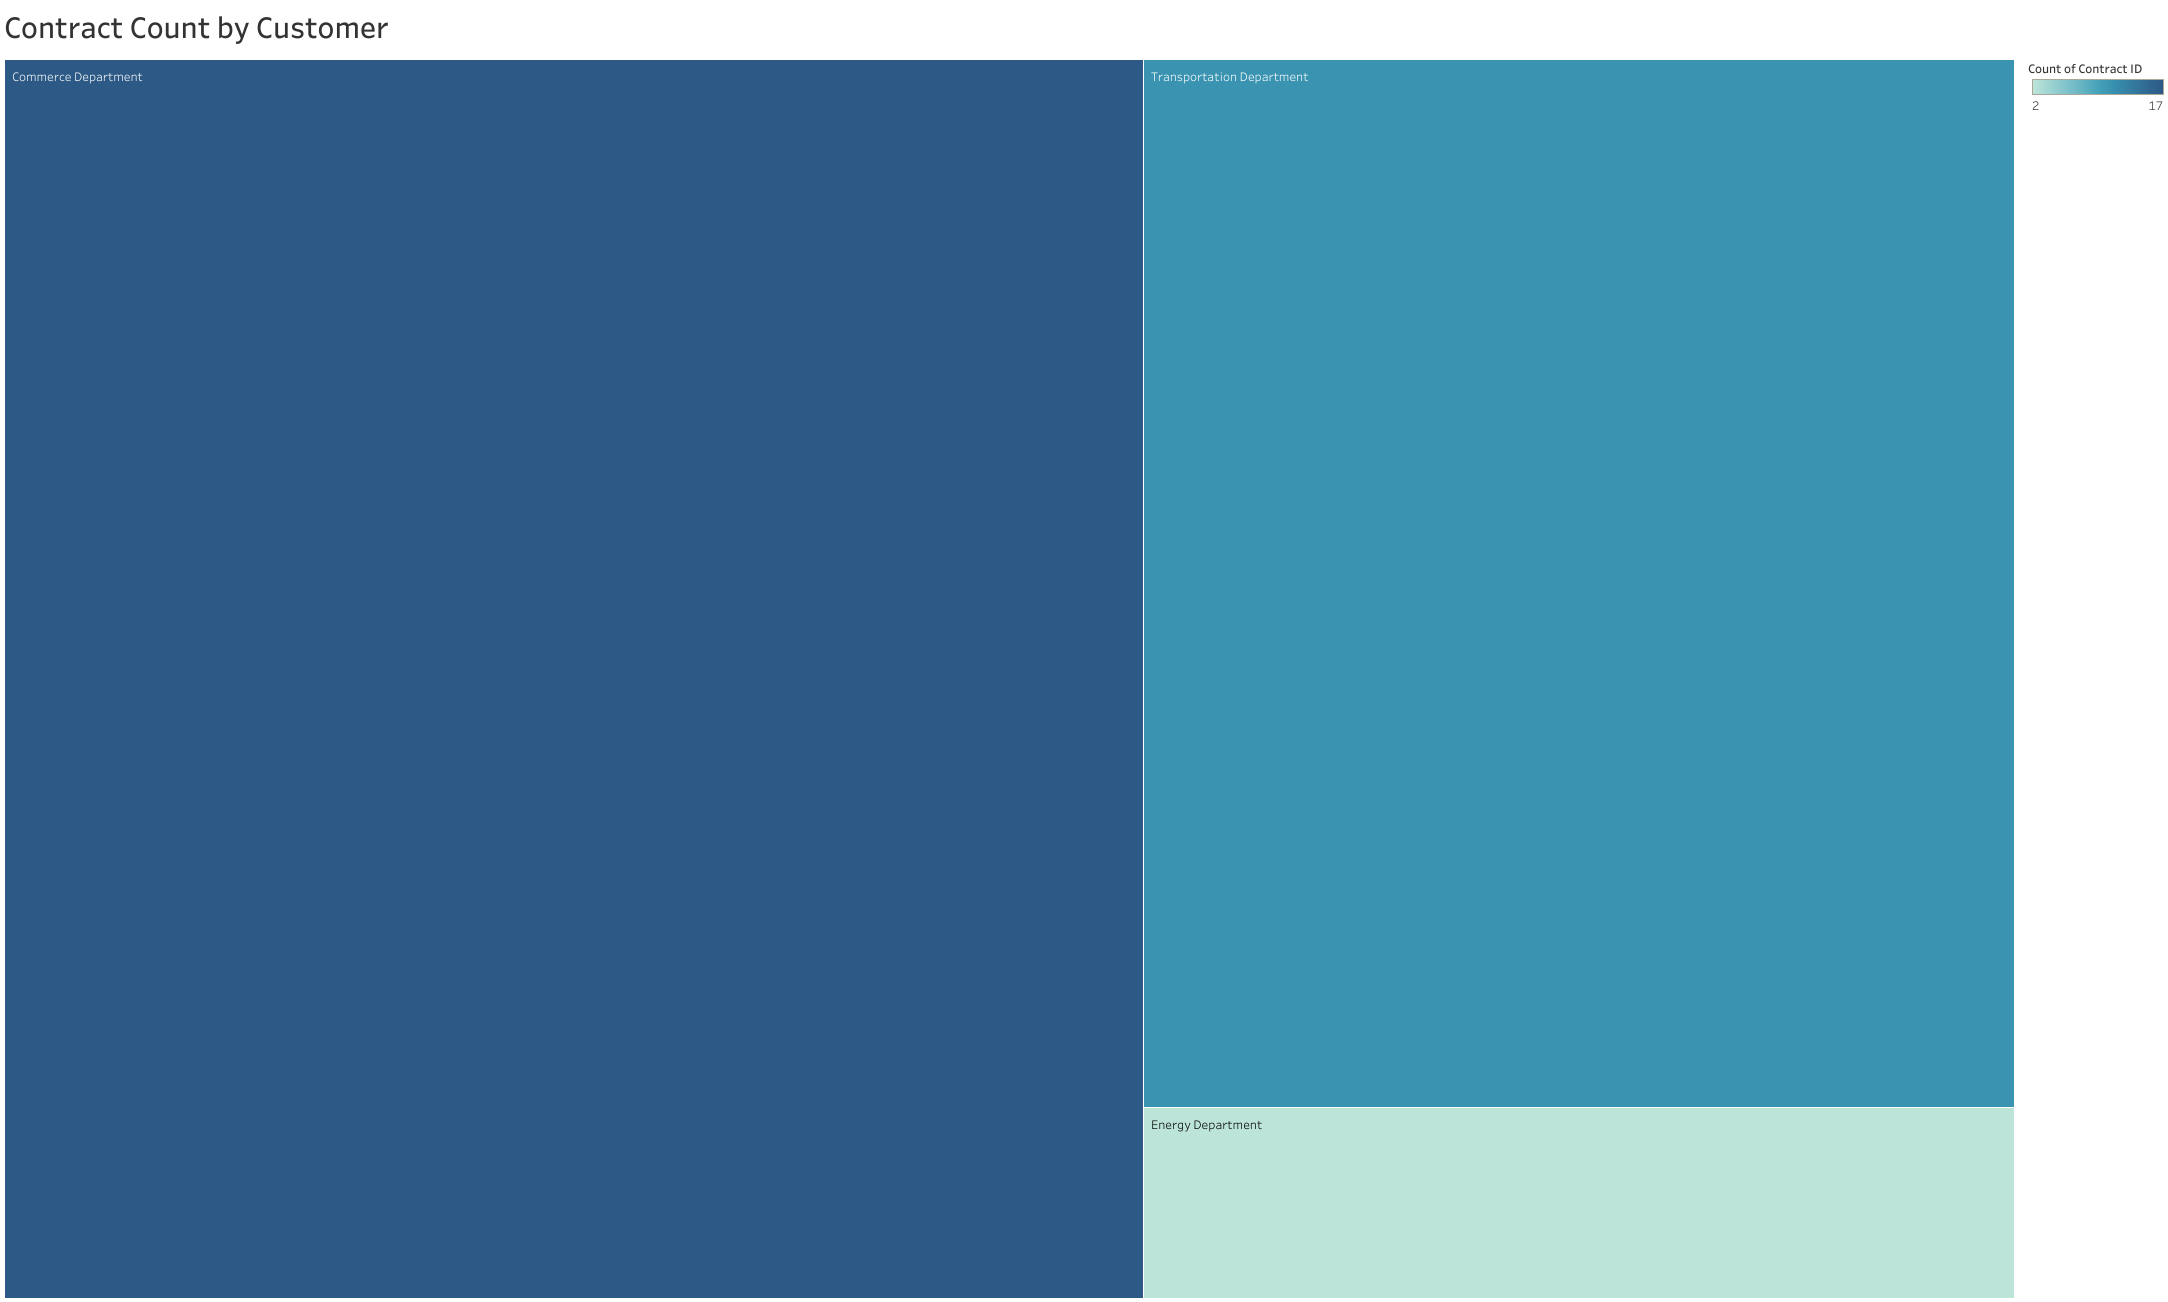 Contract Count by Customer
Commerce Department
Transportation Department
Count of Contract ID
2 17
Energy Department